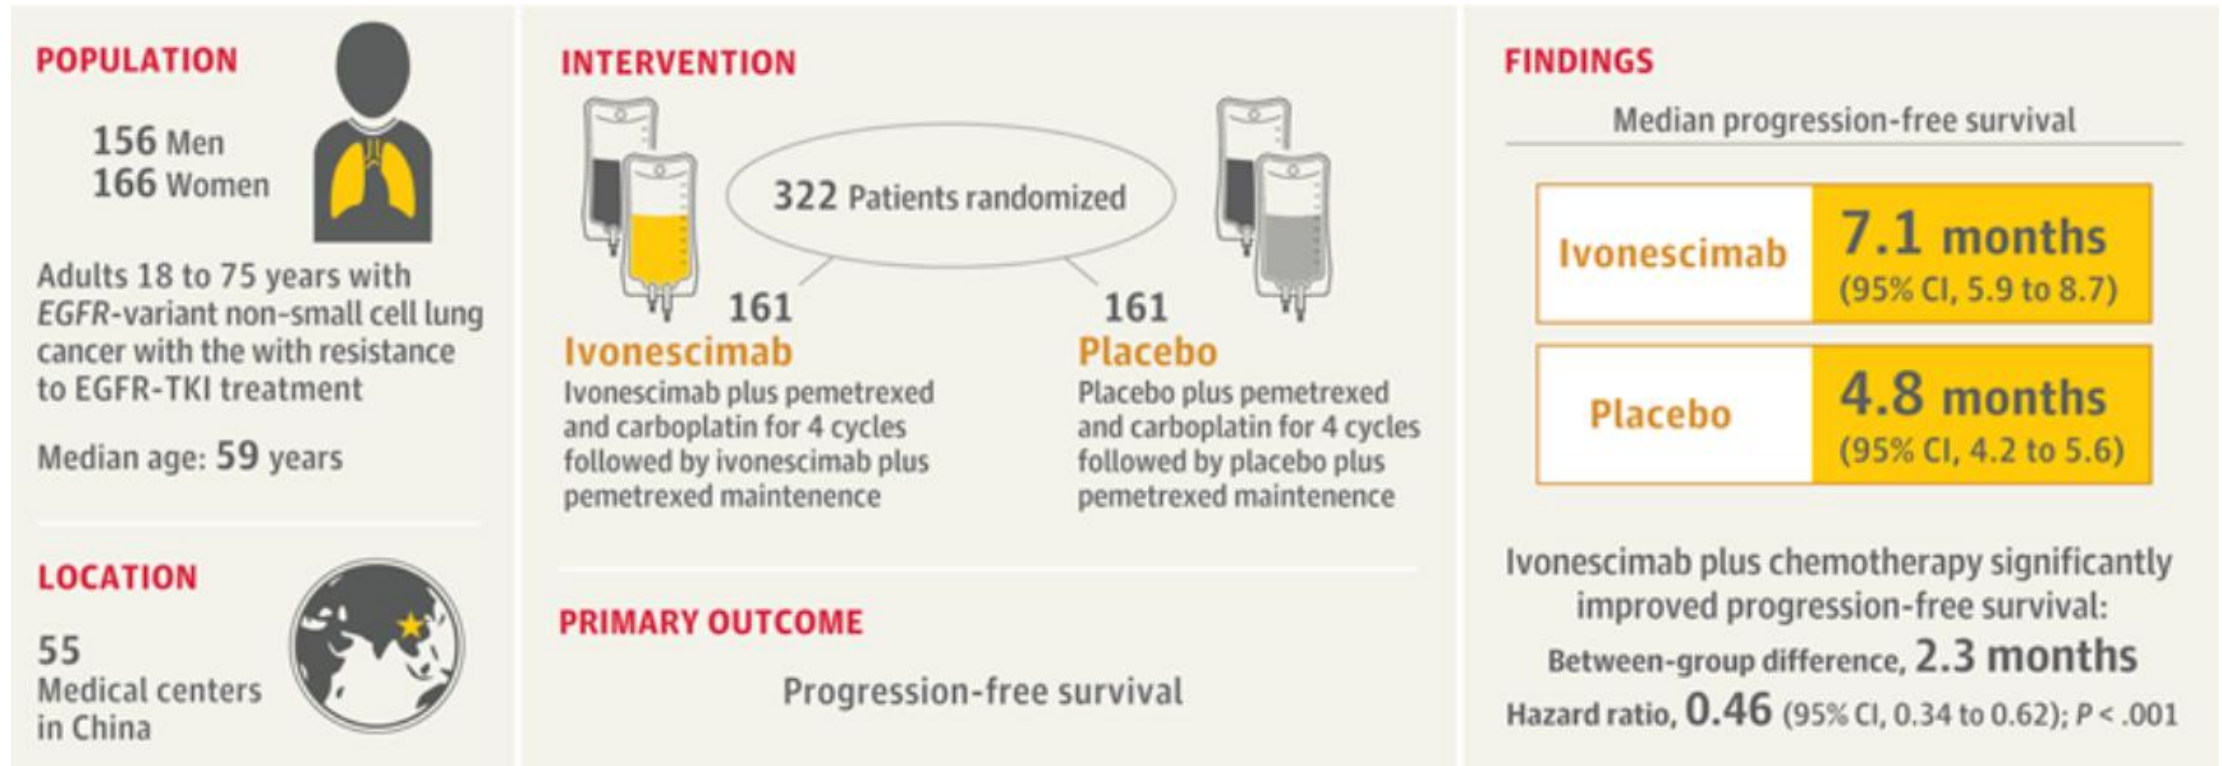 POPULATION
156 Men
166 Women
Adults 18 to 75 years with
EGFR-variant non-small cell lung
cancer with the with resistance
to EGFR-TKI treatment
Median age: 59 years
LOCATION
55
Medical centers
in China
INTERVENTION
322 Patients randomized
161
Ivonescimab
Ivonescimab plus pemetrexed
and carboplatin for 4 cycles
followed by ivonescimab plus
pemetrexed maintenence
161
Placebo
Placebo plus pemetrexed
and carboplatin for 4 cycles
followed by placebo plus
pemetrexed maintenence
PRIMARY OUTCOME
Progression-free survival
FINDINGS
Median progression-free survival
Ivonescimab
7.1 months
(95% CI, 5.9 to 8.7)
Placebo
4.8 months
(95% CI, 4.2 to 5.6)
Ivonescimab plus chemotherapy significantly
improved progression-free survival:
Between-group difference, 2.3 months
Hazard ratio, 0.46 (95% CI, 0.34 to 0.62); P < .001